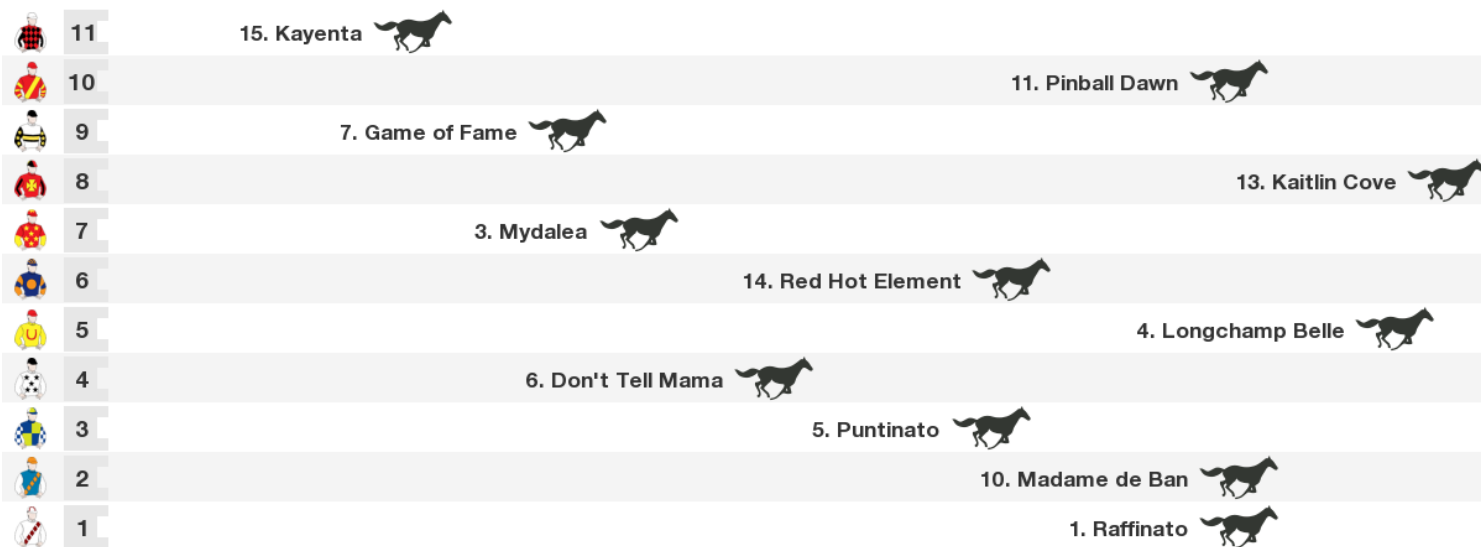 11 15. Kayenta
10 11. Pinball Dawn
9 7. Game of Fame
8 13. Kaitlin Cove
7 3. Mydalea
6 14. Red Hot Element
5 4. Longchamp Belle
4 6. Don't Tell Mama
3 5. Puntinato
2 10. Madame de Ban
1 1. Raffinato